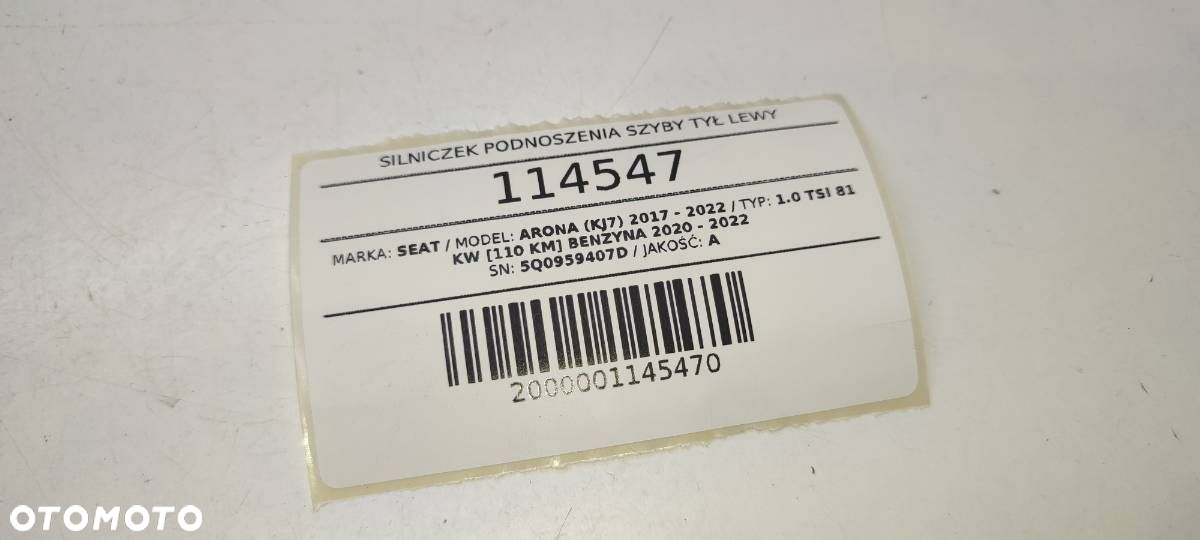 SILNICZEK PODNOSZENIA SZYBY TYŁ LEWY
114547
MARKA: SEAT / MODEL: ARONA (KJ7) 2017 - 2022 / TYP: 1.0 TSI 81
KW [110 KM] BENZYNA 2020 - 2022
SN: 5Q0959407D / JAKOŚĆ: A
2000001145470
OTOMOTO